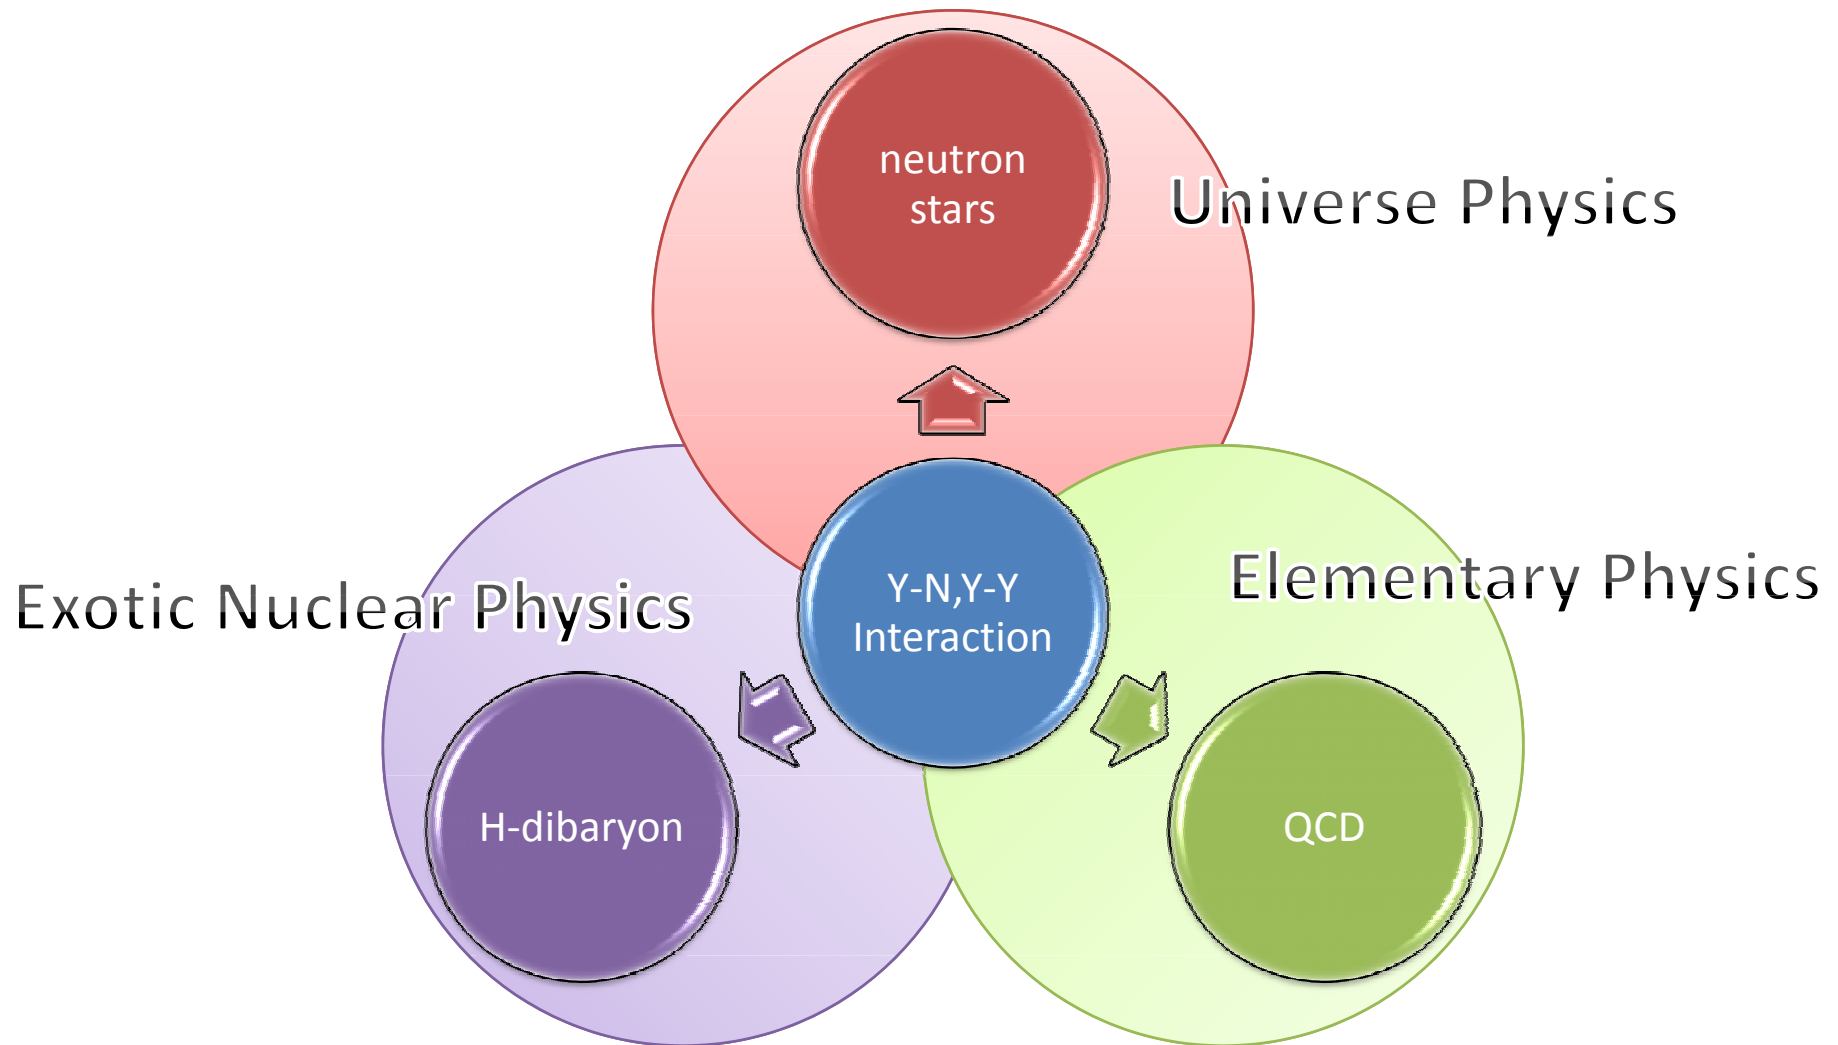 neutron
stars
Universe Physics
Y-N,Y-Y
Interaction
Elementary Physics
Exotic Nuclear Physics
H-dibaryon
QCD